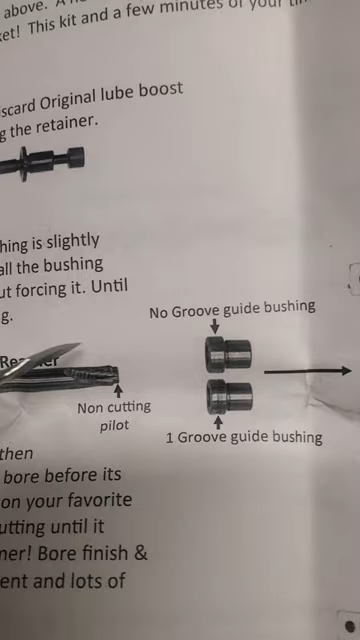 above. A
ket! This kit and a few minutes of your
scard Original lube boost
g the retainer.
hing is slightly
all the bushing
ut forcing it. Until
g.
No Groove guide bushing
Non cutting
pilot
1 Groove guide bushing
then
bore before its
on your favorite
utting until it
ner! Bore finish &
ent and lots of